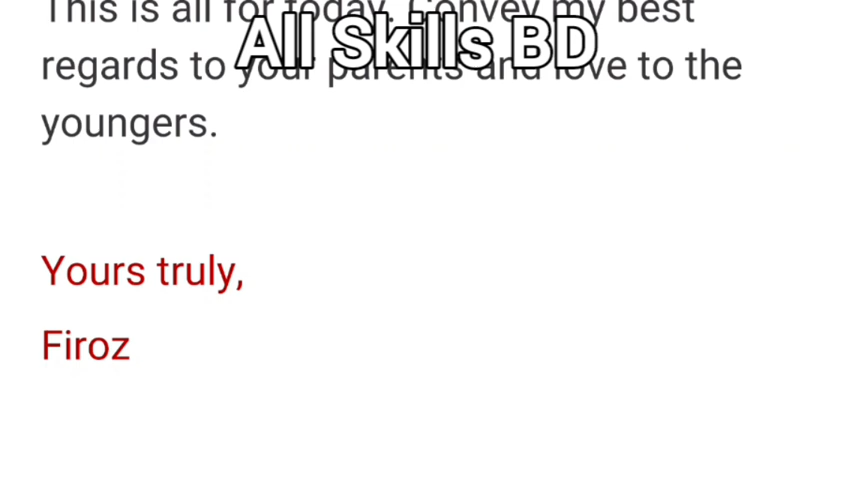 This is all for today. Convey my best
All Skills BD
regards to your parents and love to the
youngers.
Yours truly,
Firoz